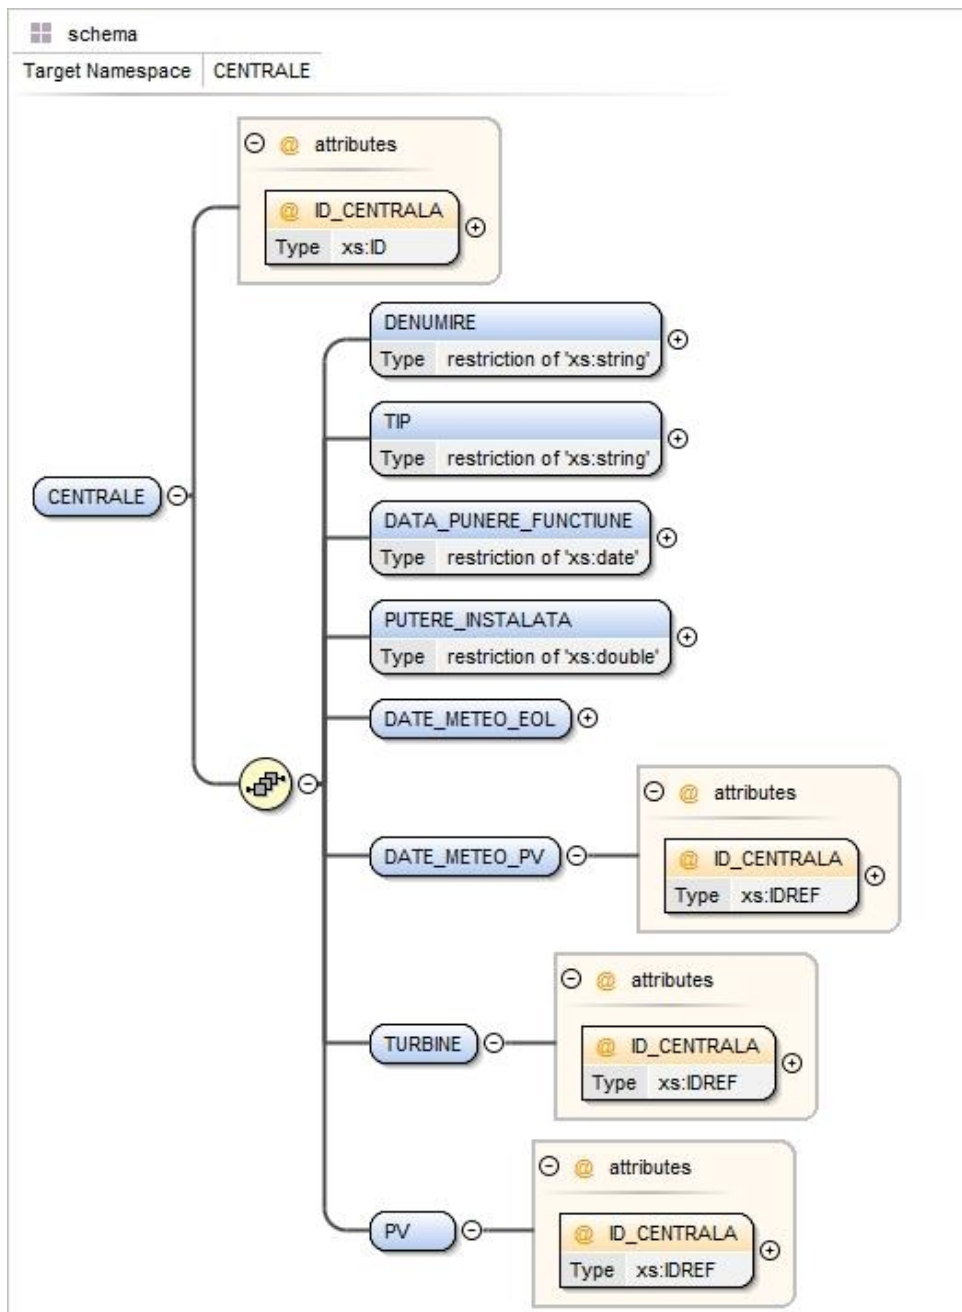 schema
Target Namespace CENTRALE
@ attributes
@ ID_CENTRALA
Type xs:ID
DENUMIRE
Type restriction of 'xs:string'
TIP
Type restriction of 'xs:string'
CENTRALE
DATA_PUNERE_FUNCTIUNE
Type restriction of 'xs:date'
PUTERE_INSTALATA
Type restriction of 'xs:double'
DATE_METEO_EOL
@ attributes
DATE_METEO_PV
@ ID_CENTRALA
Type xs:IDREF
@ attributes
TURBINE
@ ID_CENTRALA
Type xs:IDREF
@ attributes
PV
@ ID_CENTRALA
Type xs:IDREF